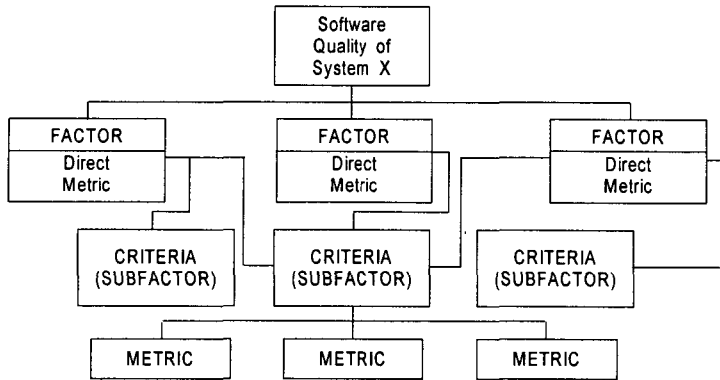 Software
Quality of
System X
FACTOR
Direct
Metric
FACTOR
Direct
Metric
FACTOR
Direct
Metric
CRITERIA
(SUBFACTOR)
CRITERIA
(SUBFACTOR)
CRITERIA
(SUBFACTOR)
METRIC
METRIC
METRIC